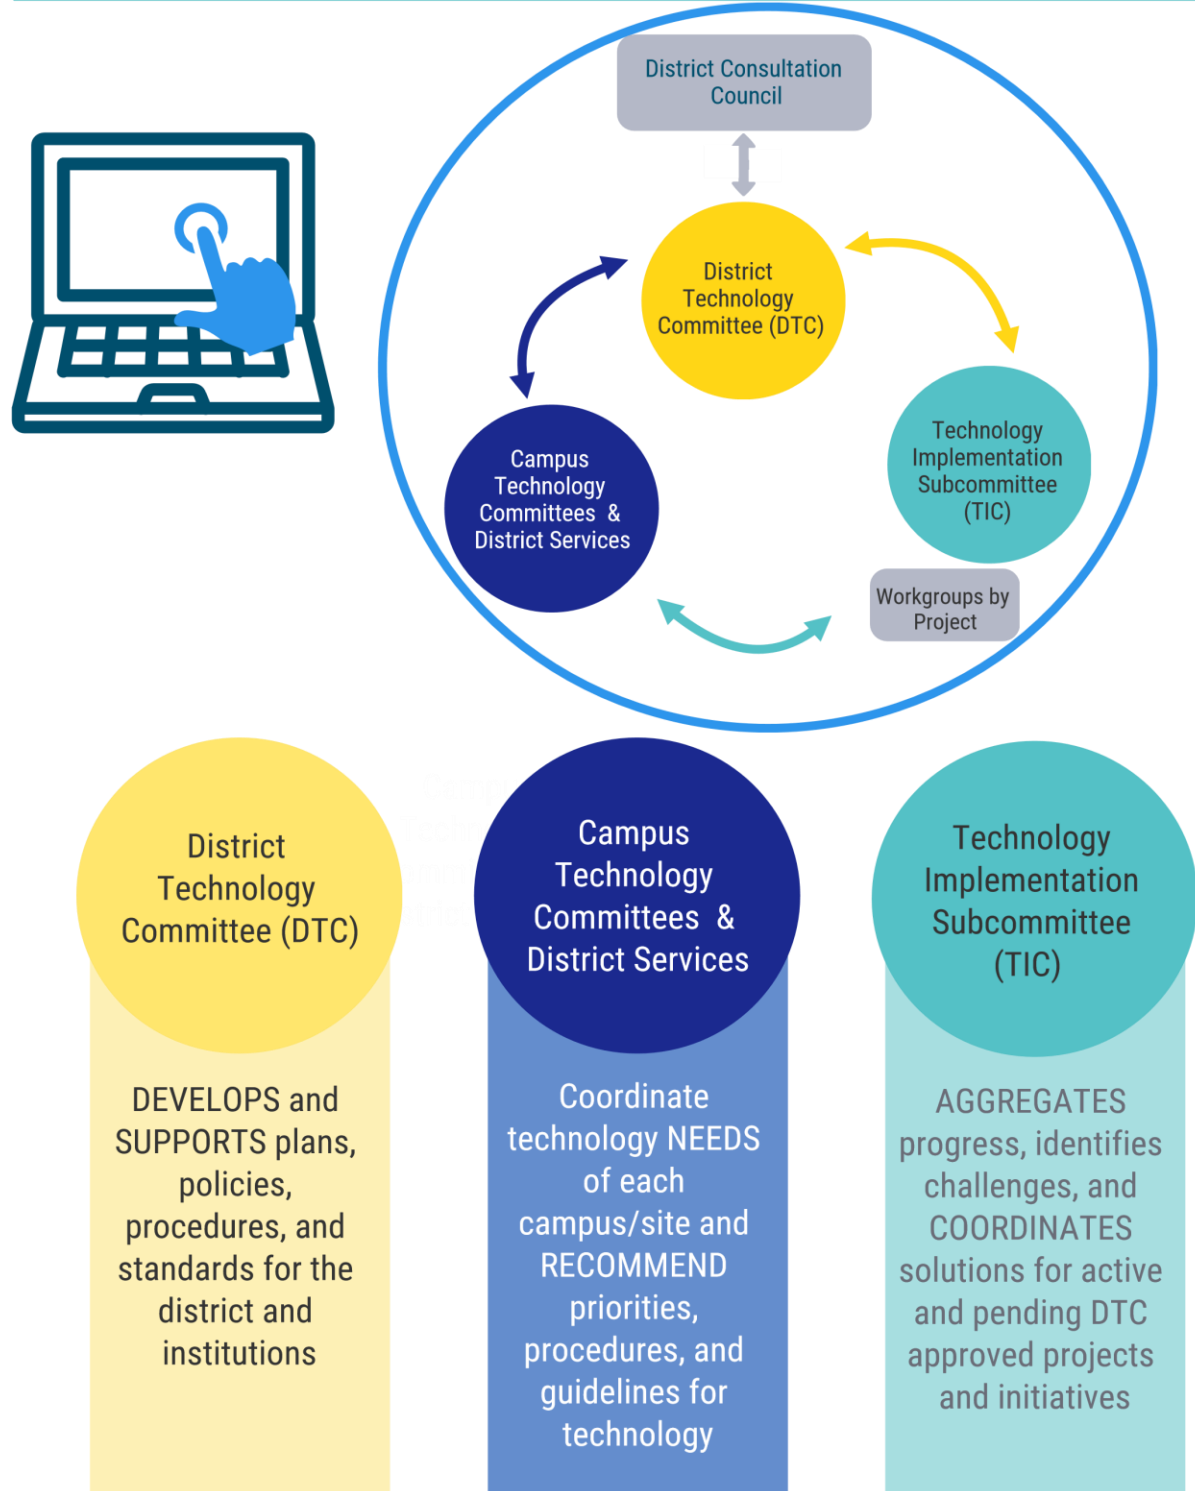 District Consultation
Council
District
Technology
Committee (DTC)
Campus
Technology
Committees &
District Services
Technology
Implementation
Subcommittee
(TIC)
Workgroups by
Project
District
Technology
Committee (DTC)
DEVELOPS and
SUPPORTS plans,
policies,
procedures, and
standards for the
district and
institutions
Campus
Technology
Committees &
District Services
Coordinate
technology NEEDS
of each
campus/site and
RECOMMEND
priorities,
procedures, and
guidelines for
technology
Technology
Implementation
Subcommittee
(TIC)
AGGREGATES
progress, identifies
challenges, and
COORDINATES
solutions for active
and pending DTC
approved projects
and initiatives